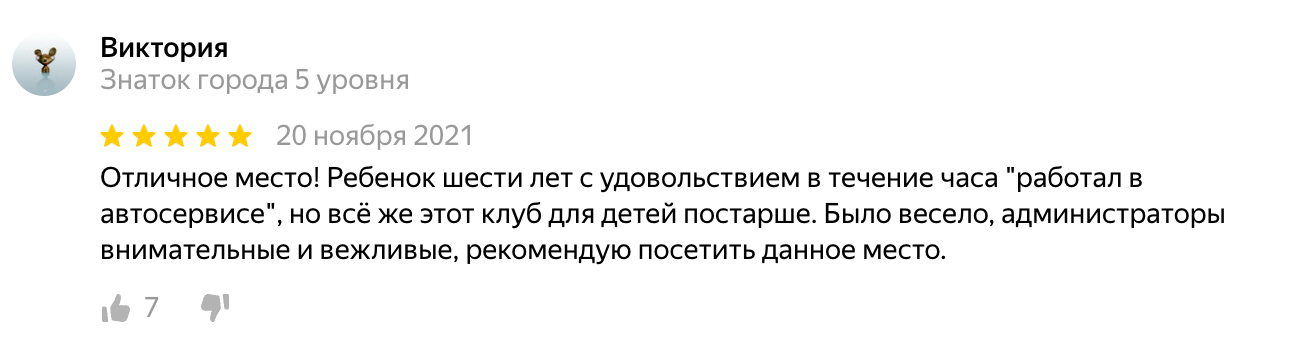 Виктория
Знаток города 5 уровня
20 ноября 2021
Отличное место! Ребенок шести лет с удовольствием в течение часа "работал в
автосервисе", но всё же этот клуб для детей постарше. Было весело, администраторы
внимательные и вежливые, рекомендую посетить данное место.
7